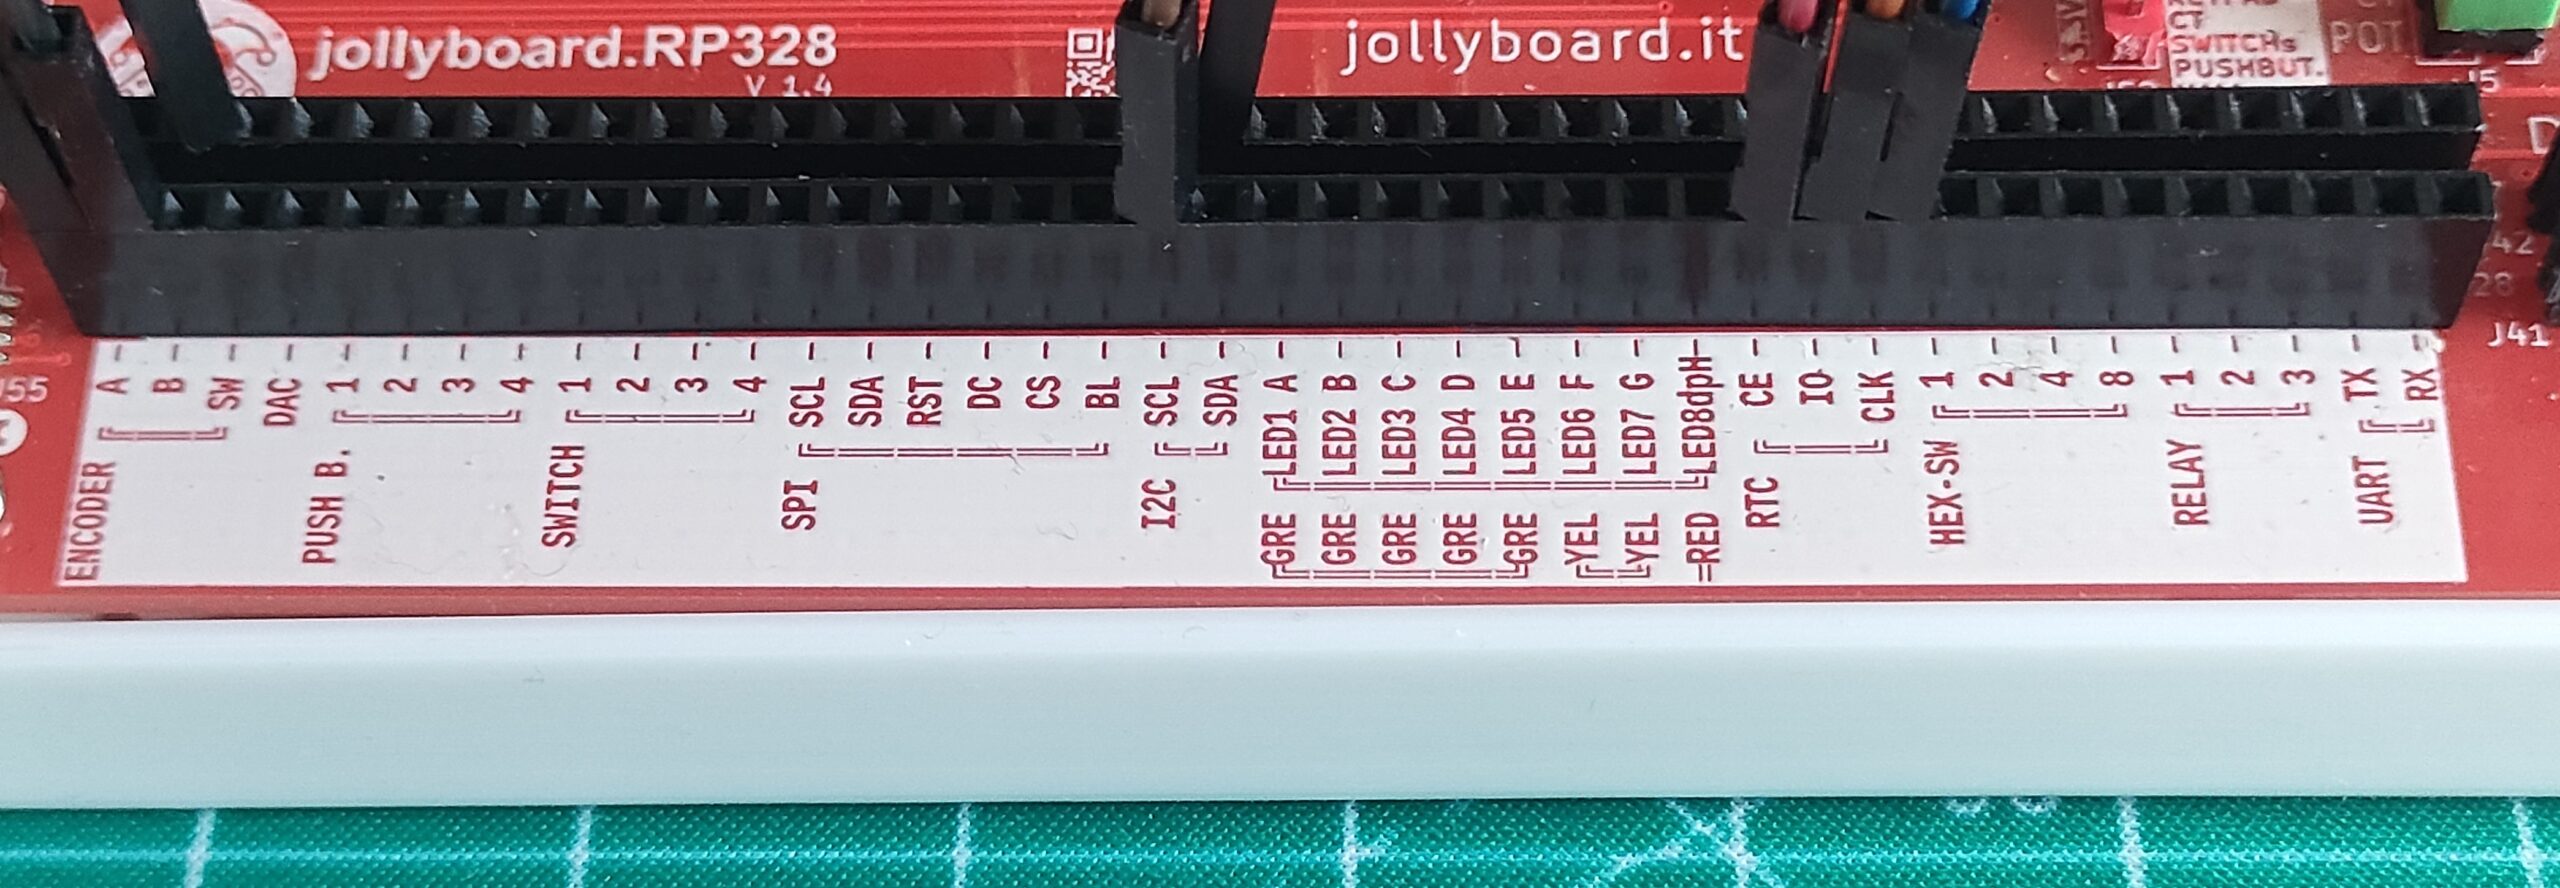 jollyboard.RP328
V 1.4
jollyboard.it
CT
SWITCHs
PUSHBUT.
POT
J5
J42
28
J41
J55
A B SW DAC 1 2 3 4 1 2 3 4 SCL SDA RST DC CS BL SCL SDA LED1 A LED2 B LED3 C LED4 D LED5 E LED6 F LED7 G LED8dpH CE IO CLK 1 2 4 8 1 2 3 TX RX
ENCODER PUSH B. SWITCH SPI I2C GRE GRE GRE GRE GRE YEL YEL RED RTC HEX-SW RELAY UART